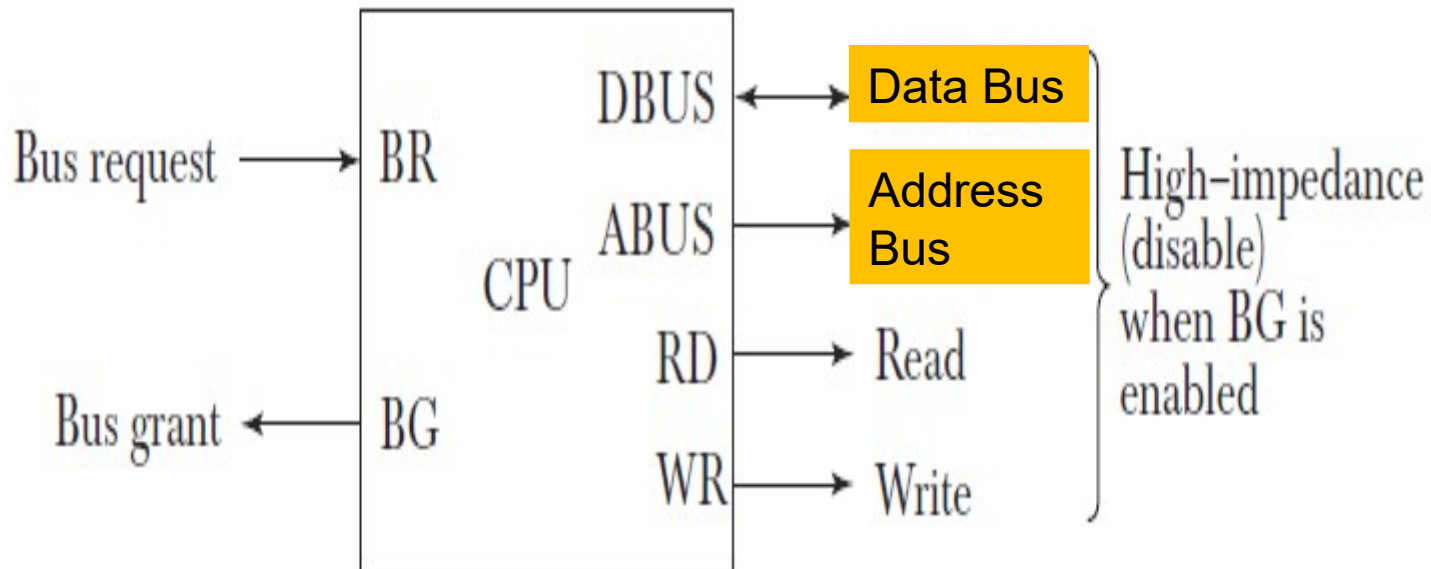 Bus request
BR
Bus grant
BG
CPU
DBUS
ABUS
RD
WR
Data Bus
Address
Bus
Read
Write
High-impedance
(disable)
when BG is
enabled